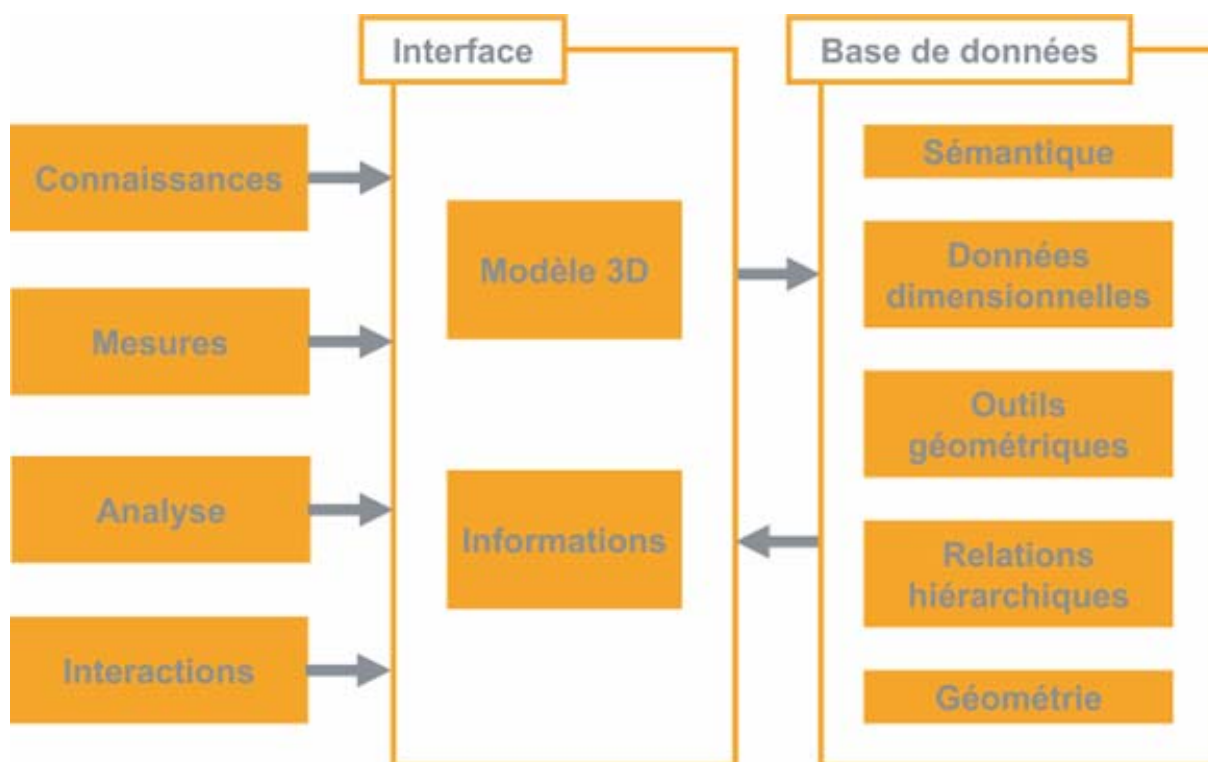 Interface
Base de données
Connaissances
Mesures
Analyse
Interactions
Modèle 3D
Informations
Sémantique
Données
dimensionnelles
Outils
géométriques
Relations
hiérarchiques
Géométrie